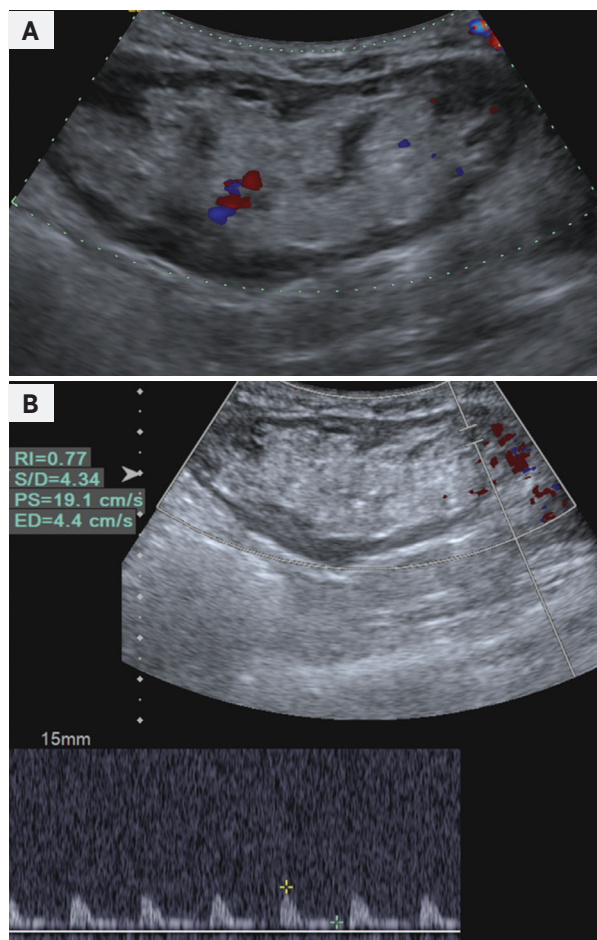 A
B
RI=0.77
S/D=4.34
PS=19.1 cm/s
ED=4.4 cm/s
15mm